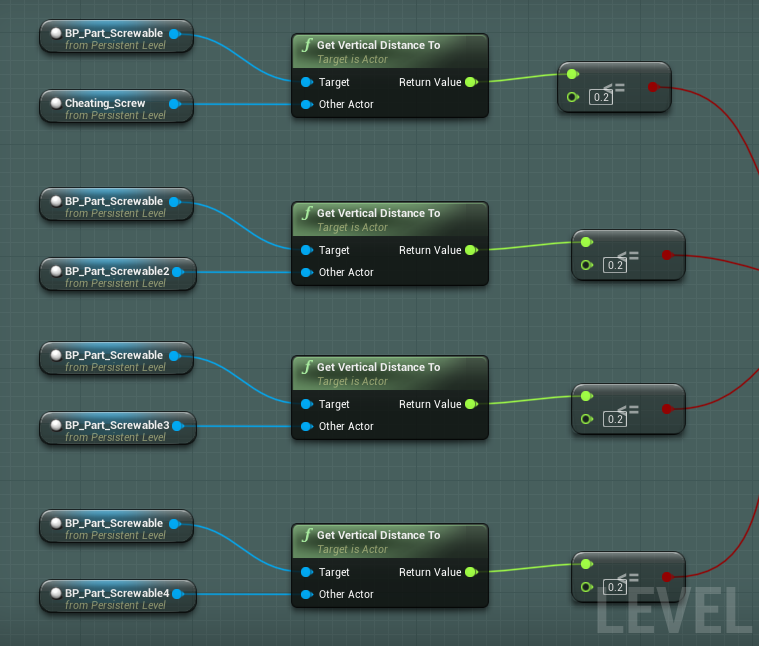 BP_Part_Screwable
from Persistent Level
Get Vertical Distance To
Target is Actor
Target
Return Value
Other Actor
<=
0.2
Cheating_Screw
from Persistent Level
BP_Part_Screwable
from Persistent Level
Get Vertical Distance To
Target is Actor
Target
Return Value
Other Actor
<=
0.2
BP_Part_Screwable2
from Persistent Level
BP_Part_Screwable
from Persistent Level
Get Vertical Distance To
Target is Actor
Target
Return Value
Other Actor
<=
0.2
BP_Part_Screwable3
from Persistent Level
BP_Part_Screwable
from Persistent Level
Get Vertical Distance To
Target is Actor
Target
Return Value
Other Actor
<=
0.2
BP_Part_Screwable4
from Persistent Level
LEVEL